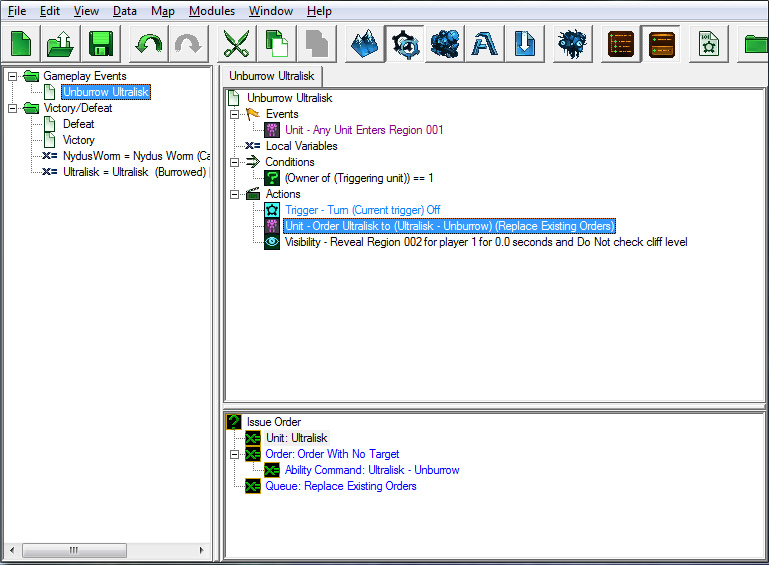 File Edit View Data Map Modules Window Help
Gameplay Events
Unburrow Ultralisk
Victory/Defeat
Defeat
Victory
NydusWorm = Nydus Worm (Ca
Ultralisk = Ultralisk (Burrowed)
Unburrow Ultralisk
Unburrow Ultralisk
Events
Unit - Any Unit Enters Region 001
Local Variables
Conditions
(Owner of (Triggering unit)) == 1
Actions
Trigger - Turn (Current trigger) Off
Unit - Order Ultralisk to (Ultralisk - Unburrow) (Replace Existing Orders)
Visibility - Reveal Region 002 for player 1 for 0.0 seconds and Do Not check cliff level
Issue Order
Unit: Ultralisk
Order: Order With No Target
Ability Command: Ultralisk - Unburrow
Queue: Replace Existing Orders